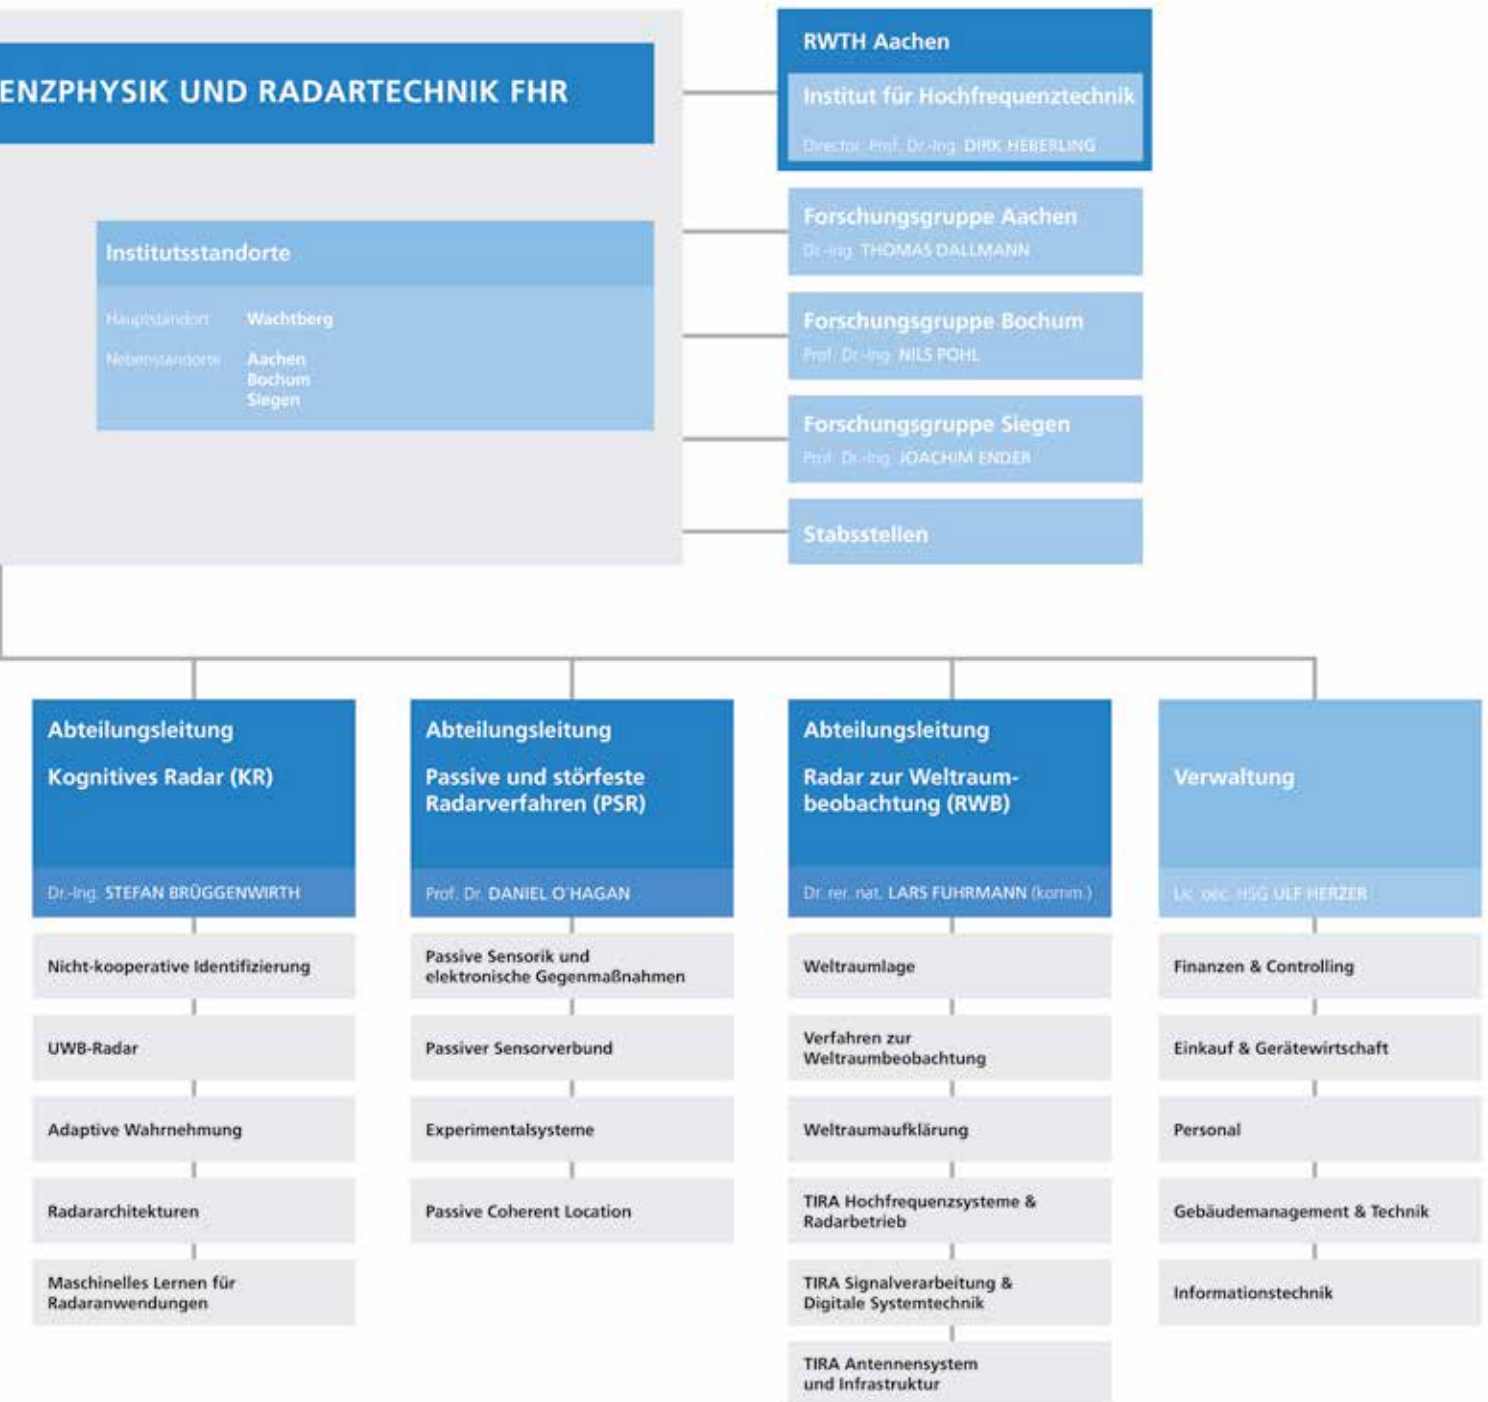 ENZPHYSIK UND RADARTECHNIK FHR
Institutsstandorte
Hauptstandort Wachtberg
Nebenstandorte Aachen
Bochum
Siegen
RWTH Aachen
Institut für Hochfrequenztechnik
Director: Prof. Dr.-Ing. DIRK HEBERLING
Forschungsgruppe Aachen
Dr.-Ing. THOMAS DALLMANN
Forschungsgruppe Bochum
Prof. Dr.-Ing. NILS POHL
Forschungsgruppe Siegen
Prof. Dr.-Ing. JOACHIM ENDER
Stabsstellen
Abteilungsleitung
Kognitives Radar (KR)
Dr.-Ing. STEFAN BRÜGGENWIRTH
Nicht-kooperative Identifizierung
UWB-Radar
Adaptive Wahrnehmung
Radararchitekturen
Maschinelles Lernen für
Radaranwendungen
Abteilungsleitung
Passive und störfeste
Radarverfahren (PSR)
Prof. Dr. DANIEL O'HAGAN
Passive Sensorik und
elektronische Gegenmaßnahmen
Passiver Sensorverbund
Experimentalsysteme
Passive Coherent Location
Abteilungsleitung
Radar zur Weltraum-
beobachtung (RWB)
Dr. rer. nat. LARS FUHRMANN (komm.)
Weltraumlage
Verfahren zur
Weltraumbeobachtung
Weltraumaufklärung
TIRA Hochfrequenzsysteme &
Radarbetrieb
TIRA Signalverarbeitung &
Digitale Systemtechnik
TIRA Antennensystem
und Infrastruktur
Verwaltung
Lic. oec. HSG ULF HERZER
Finanzen & Controlling
Einkauf & Gerätewirtschaft
Personal
Gebäudemanagement & Technik
Informationstechnik